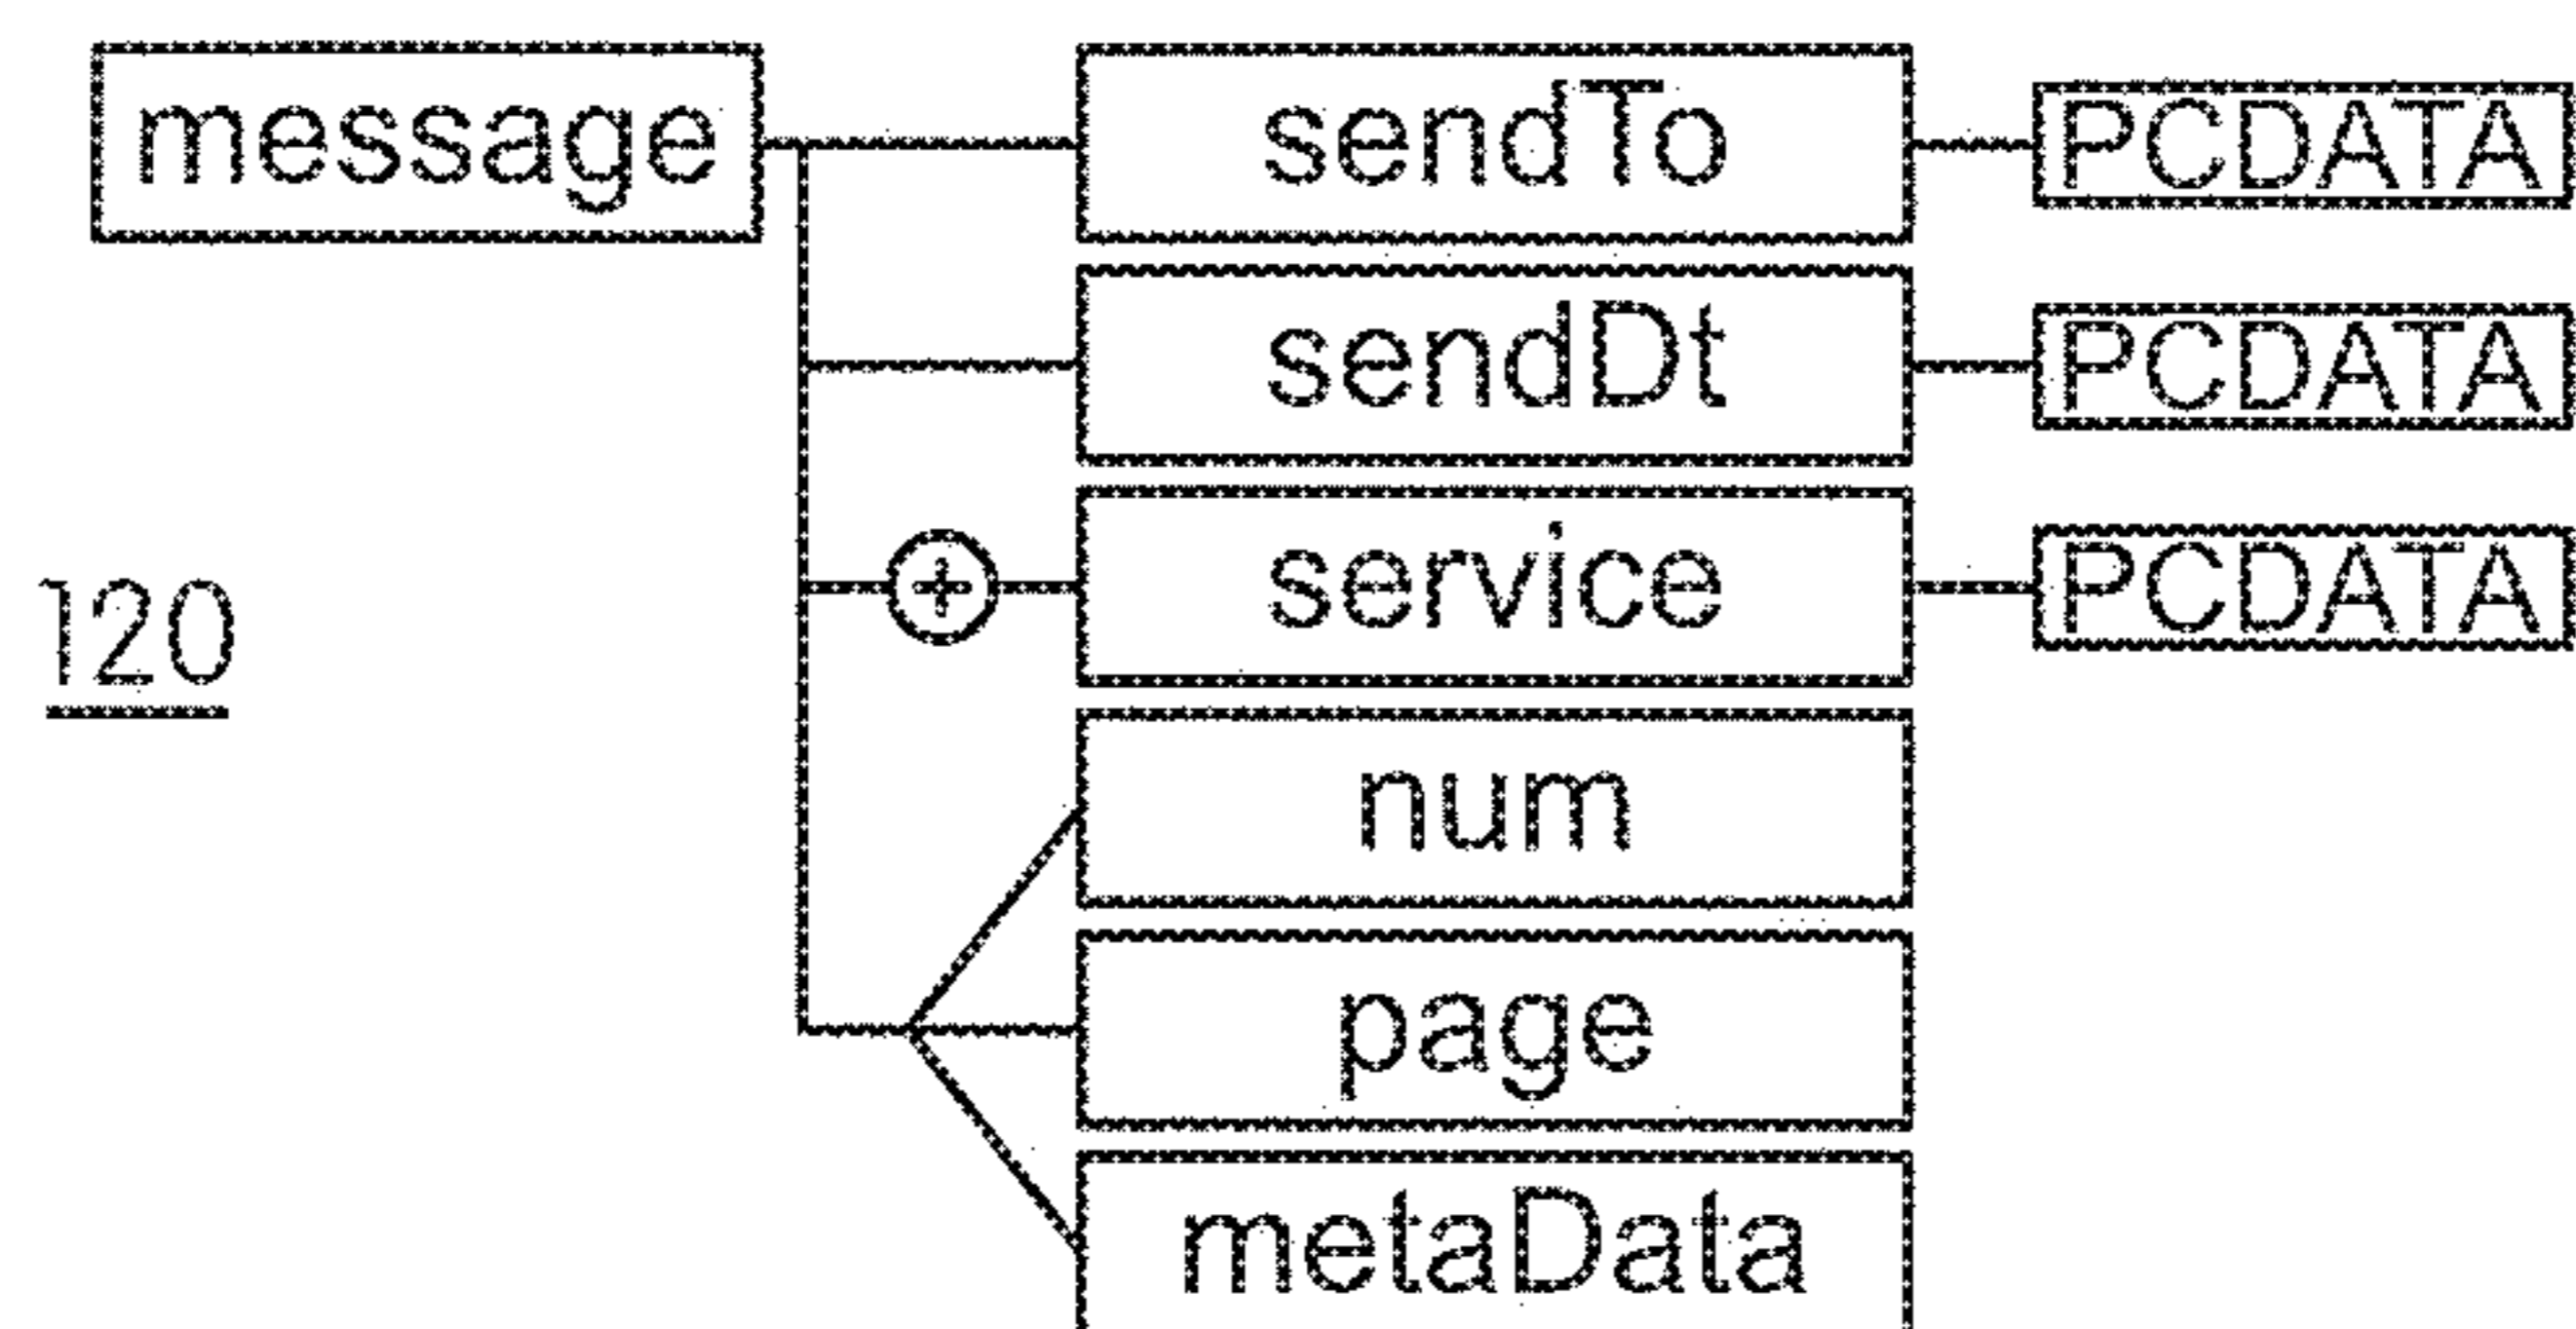 message
sendTo
PCDATA
sendDt
PCDATA
+
service
PCDATA
120
num
page
metaData